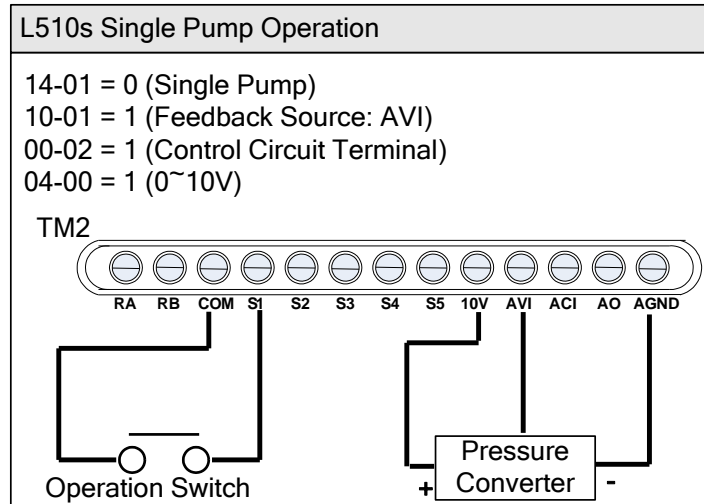 L510s Single Pump Operation
14-01 = 0 (Single Pump)
10-01 = 1 (Feedback Source: AVI)
00-02 = 1 (Control Circuit Terminal)
04-00 = 1 (0~10V)
TM2
RA RB COM S1 S2 S3 S4 S5 10V AVI ACI AO AGND
Operation Switch
+ Pressure -
Converter